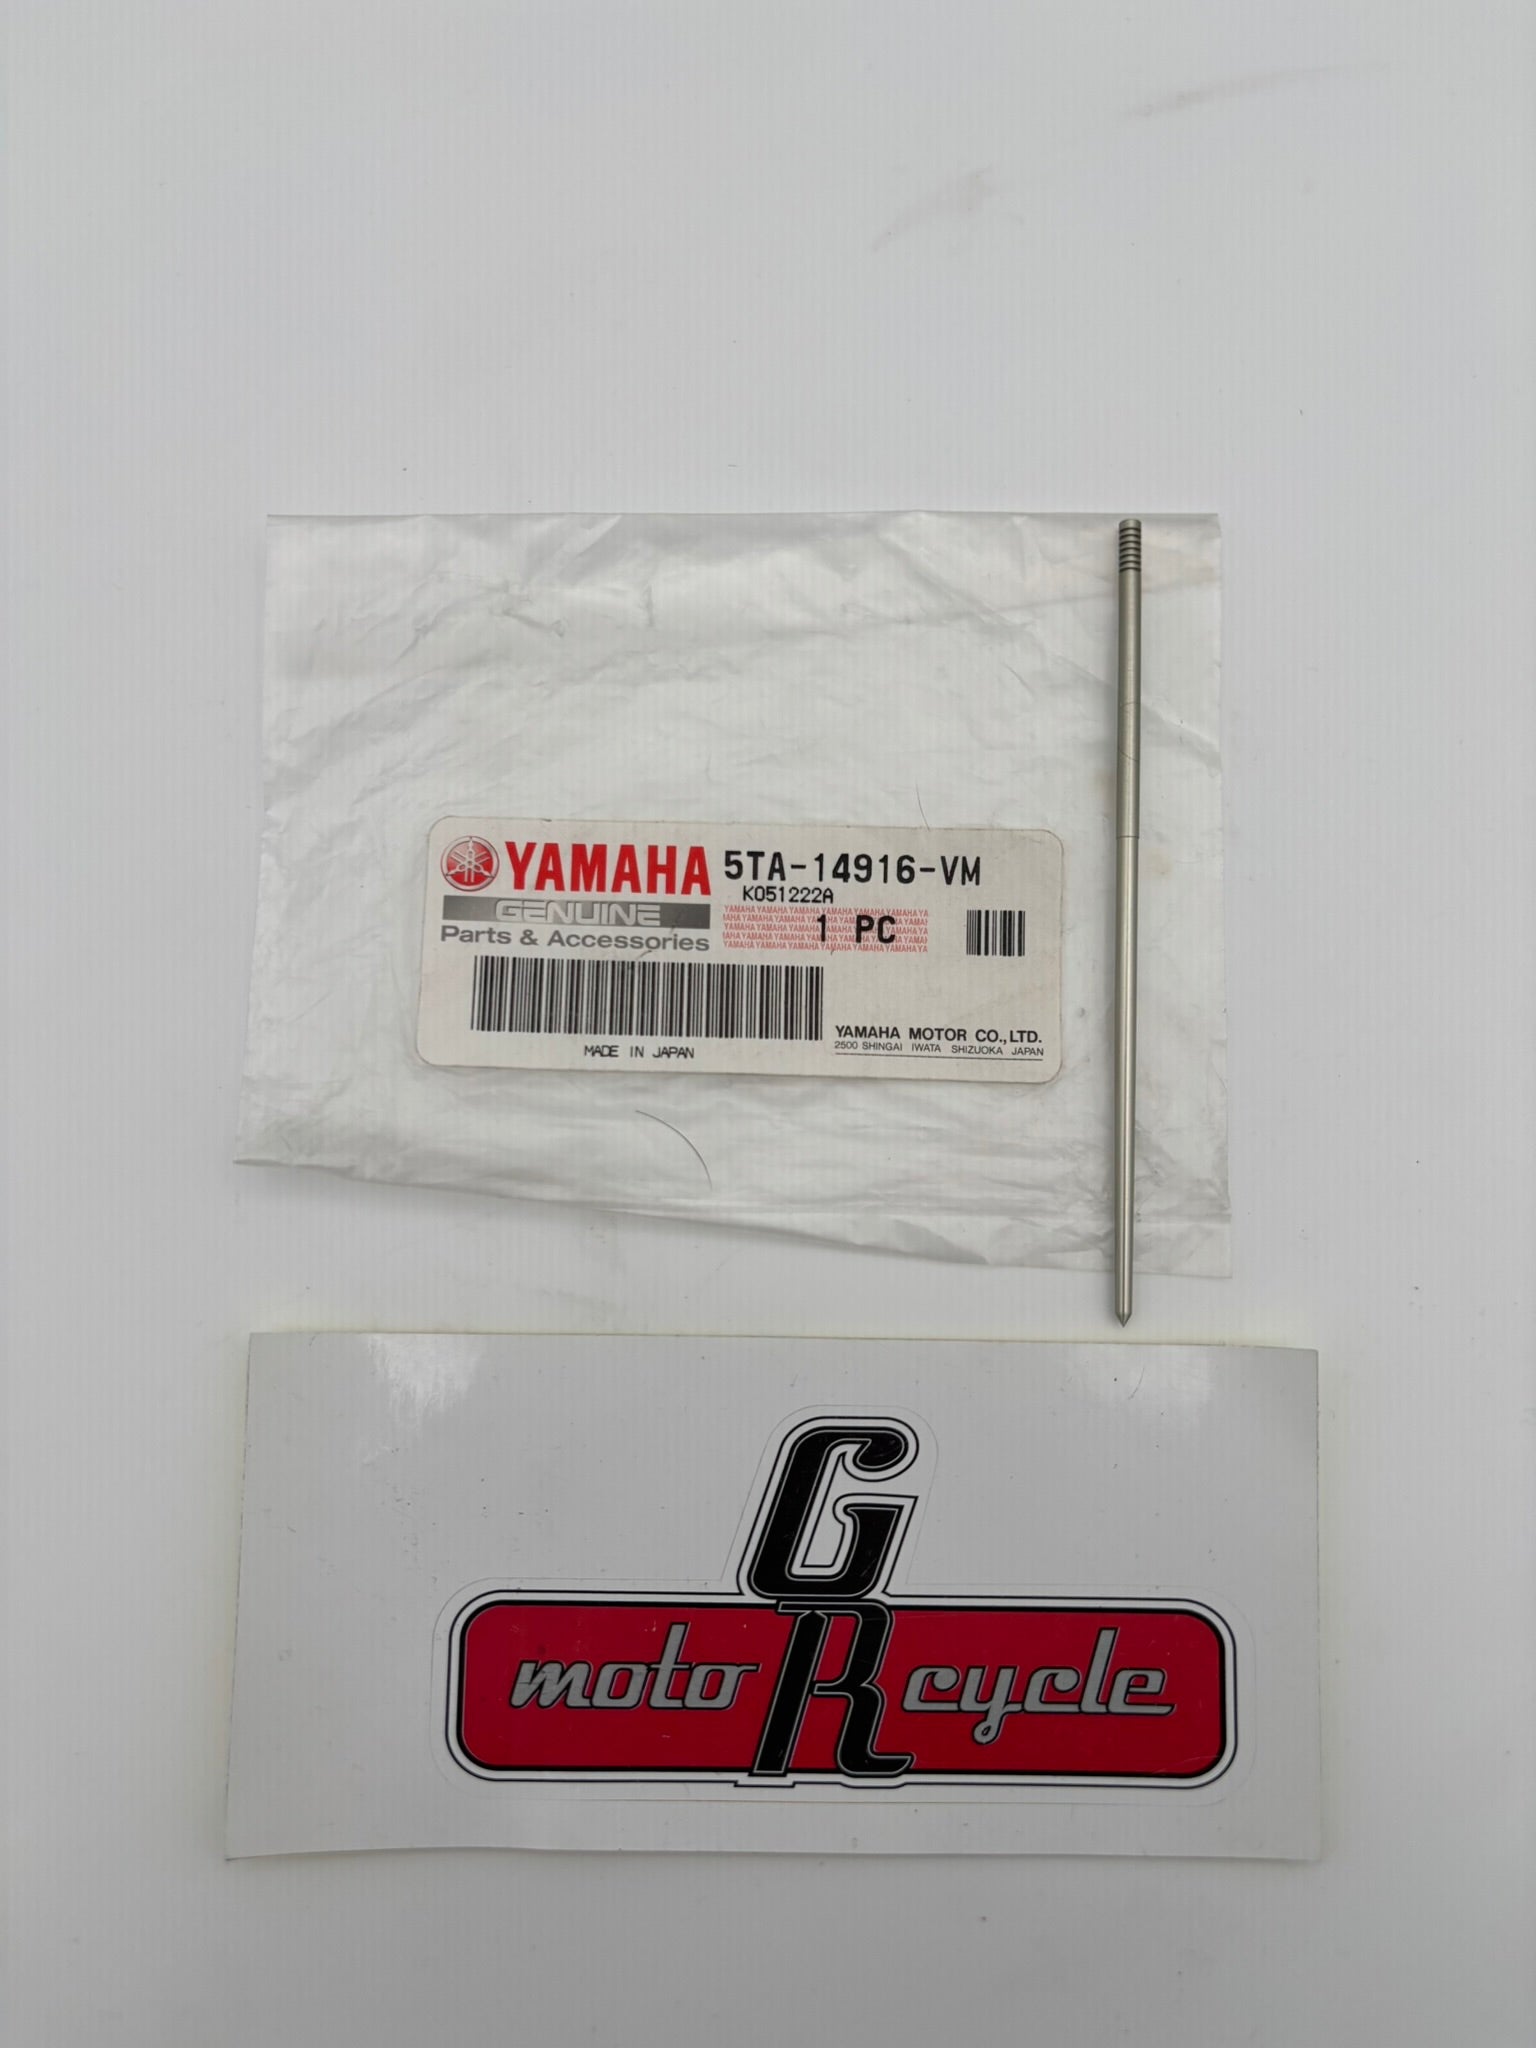 YAMAHA 5TA-14916-VM
K051222A
GENUINE
1 PC
Parts & Accessories
YAMAHA MOTOR CO.,LTD.
2500 SHINGAI IWATA SHIZUOKA JAPAN
MADE IN JAPAN
G
moto R cycle